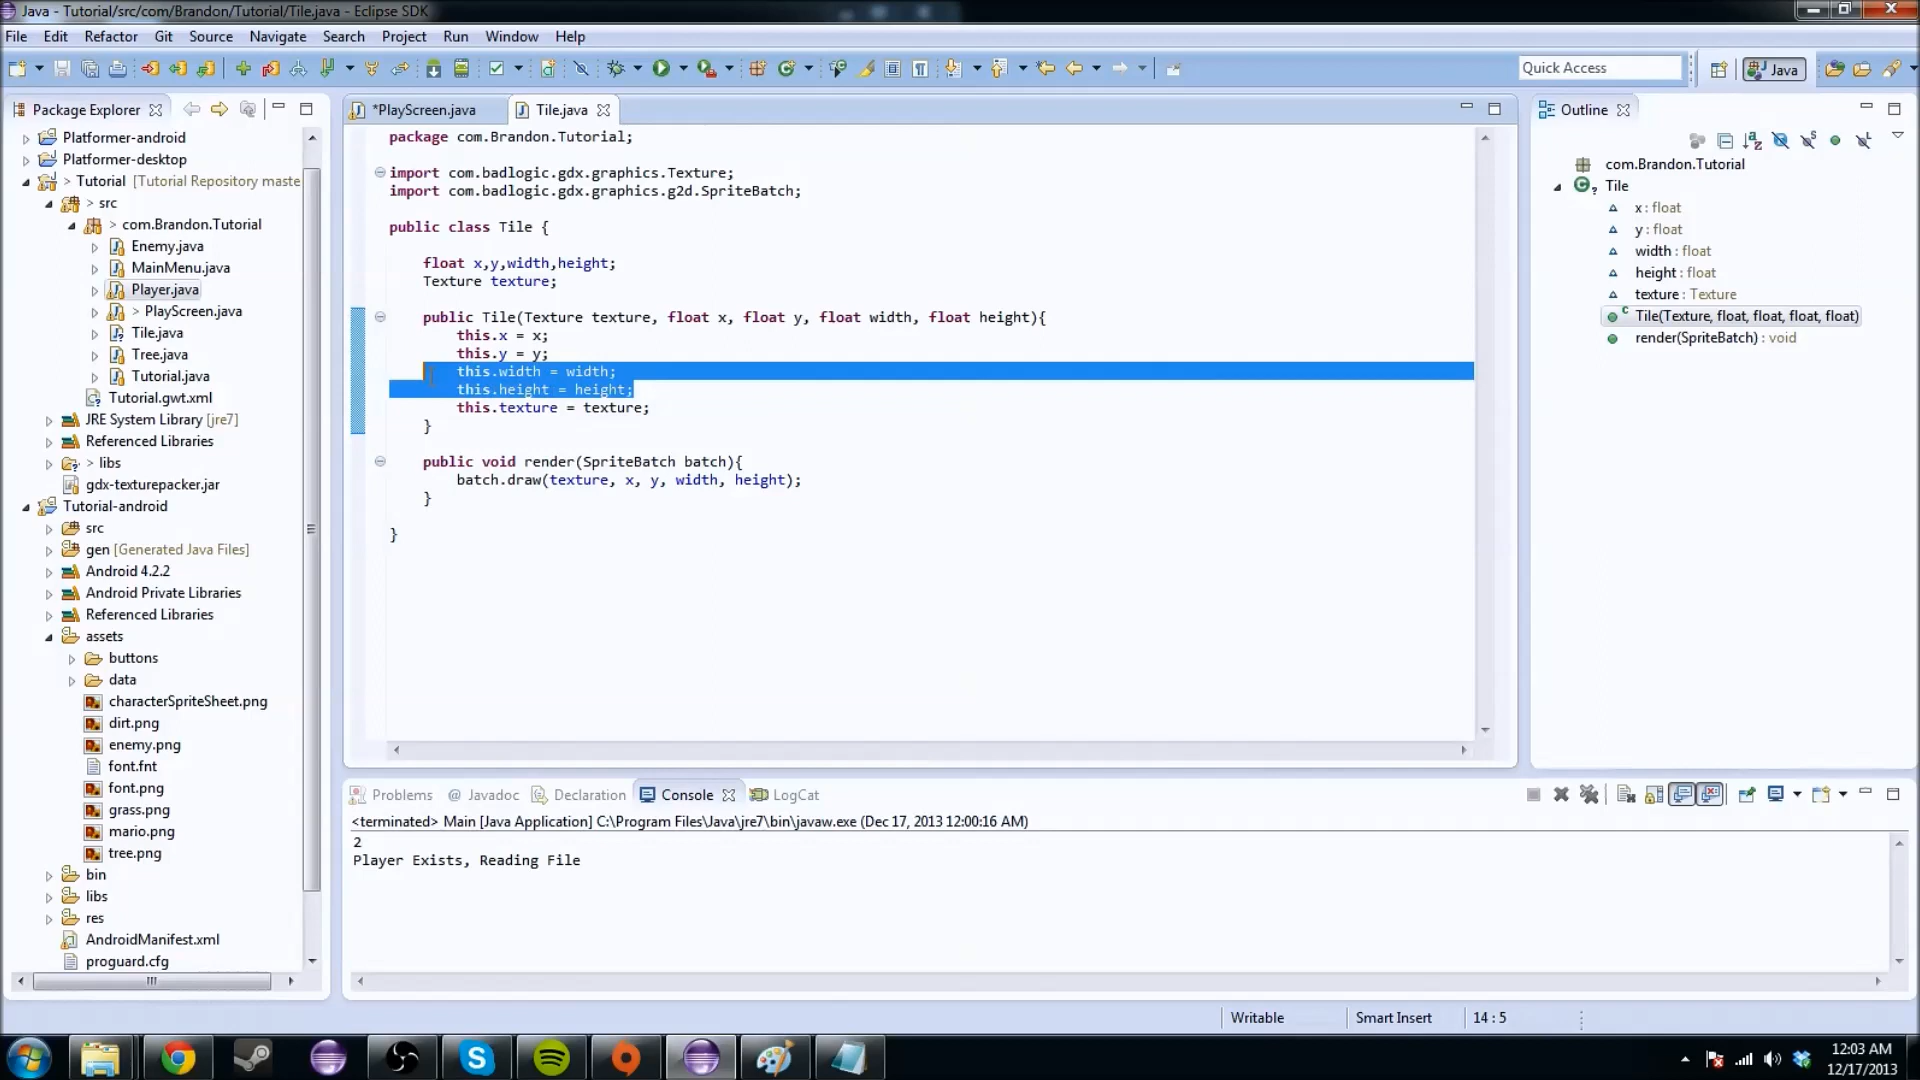 Java - Tutorial/src/com/Brandon/Tutorial/Tile.java - Eclipse SDK
File Edit Refactor Git Source Navigate Search Project Run Window Help
Quick Access
Java
Package Explorer
Platformer-android
Platformer-desktop
> Tutorial [Tutorial Repository maste
> src
> com.Brandon.Tutorial
Enemy.java
MainMenu.java
Player.java
> PlayScreen.java
Tile.java
Tree.java
Tutorial.java
Tutorial.gwt.xml
JRE System Library [jre7]
Referenced Libraries
> libs
gdx-texturepacker.jar
Tutorial-android
src
gen [Generated Java Files]
Android 4.2.2
Android Private Libraries
Referenced Libraries
assets
buttons
data
characterSpriteSheet.png
dirt.png
enemy.png
font.fnt
font.png
grass.png
mario.png
tree.png
bin
libs
res
AndroidManifest.xml
proguard.cfg
*PlayScreen.java
Tile.java
package com.Brandon.Tutorial;
import com.badlogic.gdx.graphics.Texture;
import com.badlogic.gdx.graphics.g2d.SpriteBatch;
public class Tile {
float x,y,width,height;
Texture texture;
public Tile(Texture texture, float x, float y, float width, float height){
this.x = x;
this.y = y;
this.width = width;
this.height = height;
this.texture = texture;
}
public void render(SpriteBatch batch){
batch.draw(texture, x, y, width, height);
}
}
Outline
com.Brandon.Tutorial
Tile
x : float
y : float
width : float
height : float
texture : Texture
Tile(Texture, float, float, float, float)
render(SpriteBatch) : void
Problems @ Javadoc Declaration Console LogCat
<terminated> Main [Java Application] C:\Program Files\Java\jre7\bin\javaw.exe (Dec 17, 2013 12:00:16 AM)
2
Player Exists, Reading File
Writable Smart Insert 14 : 5
12:03 AM
12/17/2013